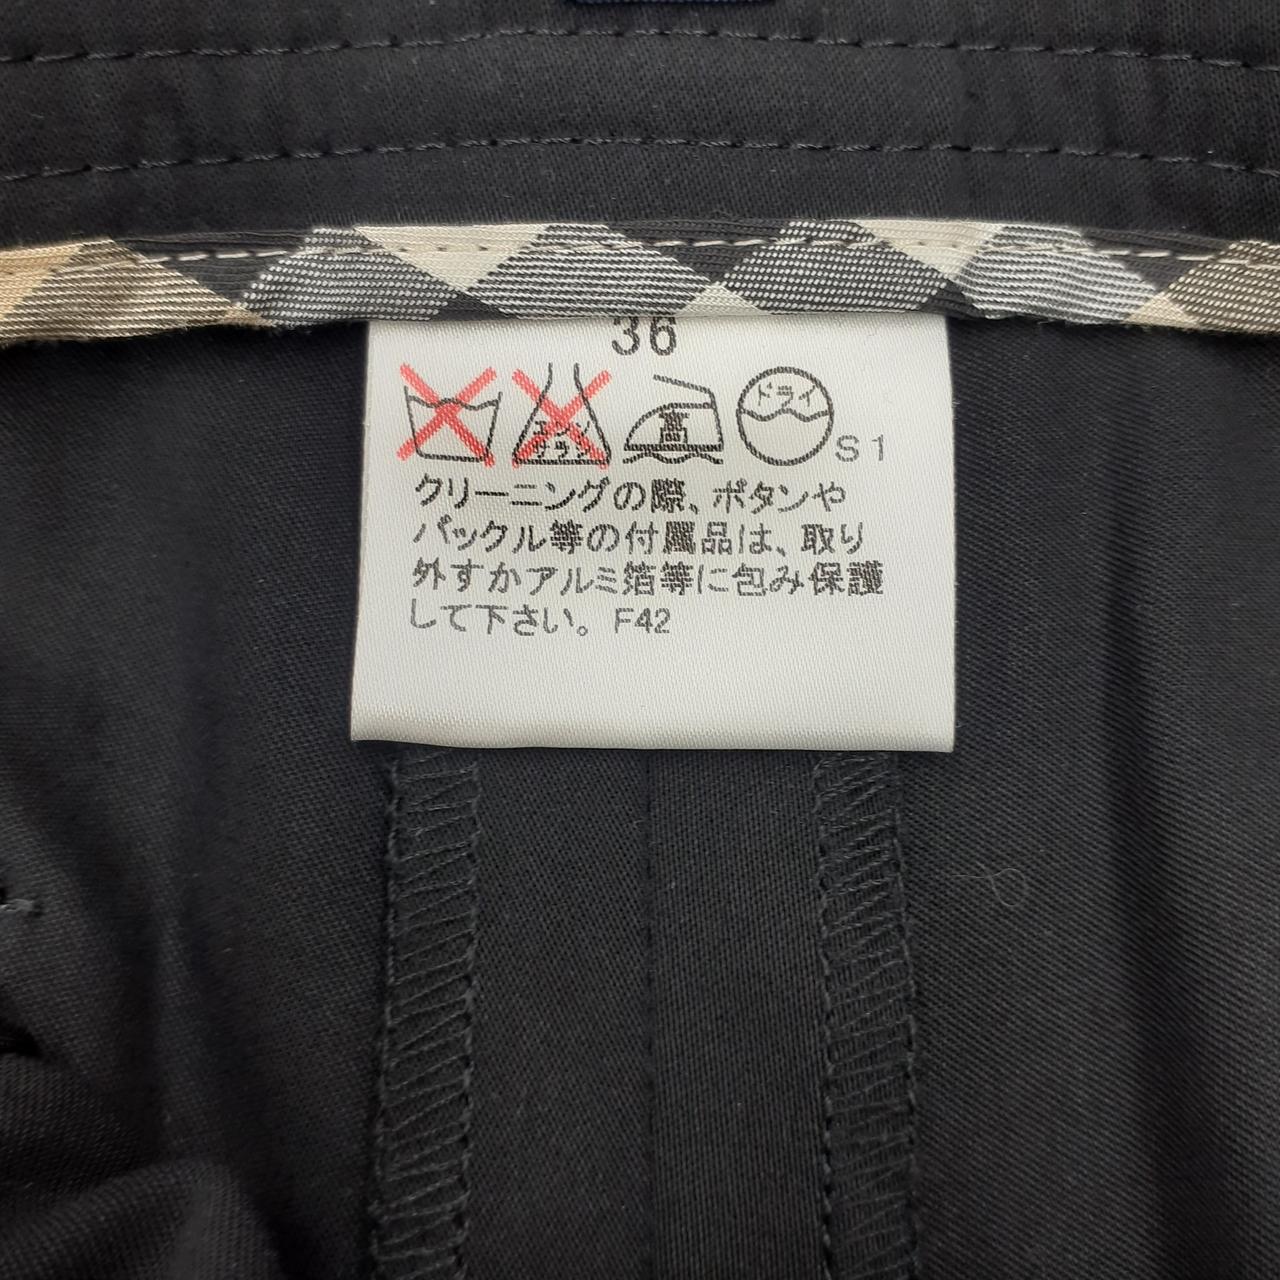 36
エンソ
サラシ
高
ドライ
S1
クリーニングの際、ボタンや
バックル等の付属品は、取り
外すかアルミ箔等に包み保護
して下さい。F42